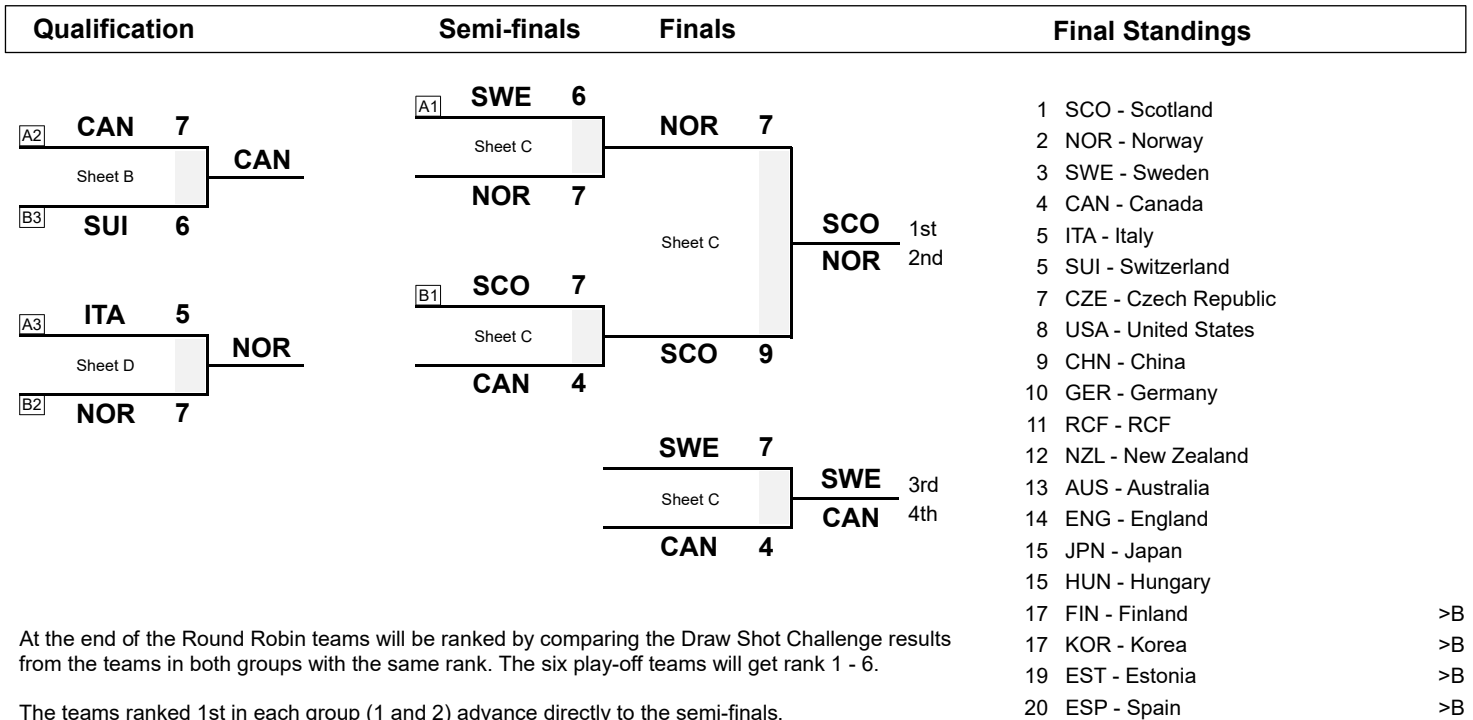 Qualification Semi-finals Finals Final Standings
A2 CAN 7
Sheet B
B3 SUI 6
CAN
A3 ITA 5
Sheet D
B2 NOR 7
NOR
A1 SWE 6
Sheet C
NOR 7
B1 SCO 7
Sheet C
CAN 4
NOR 7
Sheet C
SCO 9
SCO 1st
NOR 2nd
SWE 7
Sheet C
CAN 4
SWE 3rd
CAN 4th
1 SCO - Scotland
2 NOR - Norway
3 SWE - Sweden
4 CAN - Canada
5 ITA - Italy
5 SUI - Switzerland
7 CZE - Czech Republic
8 USA - United States
9 CHN - China
10 GER - Germany
11 RCF - RCF
12 NZL - New Zealand
13 AUS - Australia
14 ENG - England
15 JPN - Japan
15 HUN - Hungary
17 FIN - Finland >B
17 KOR - Korea >B
19 EST - Estonia >B
20 ESP - Spain >B
At the end of the Round Robin teams will be ranked by comparing the Draw Shot Challenge results
from the teams in both groups with the same rank. The six play-off teams will get rank 1 - 6.
The teams ranked 1st in each group (1 and 2) advance directly to the semi-finals.